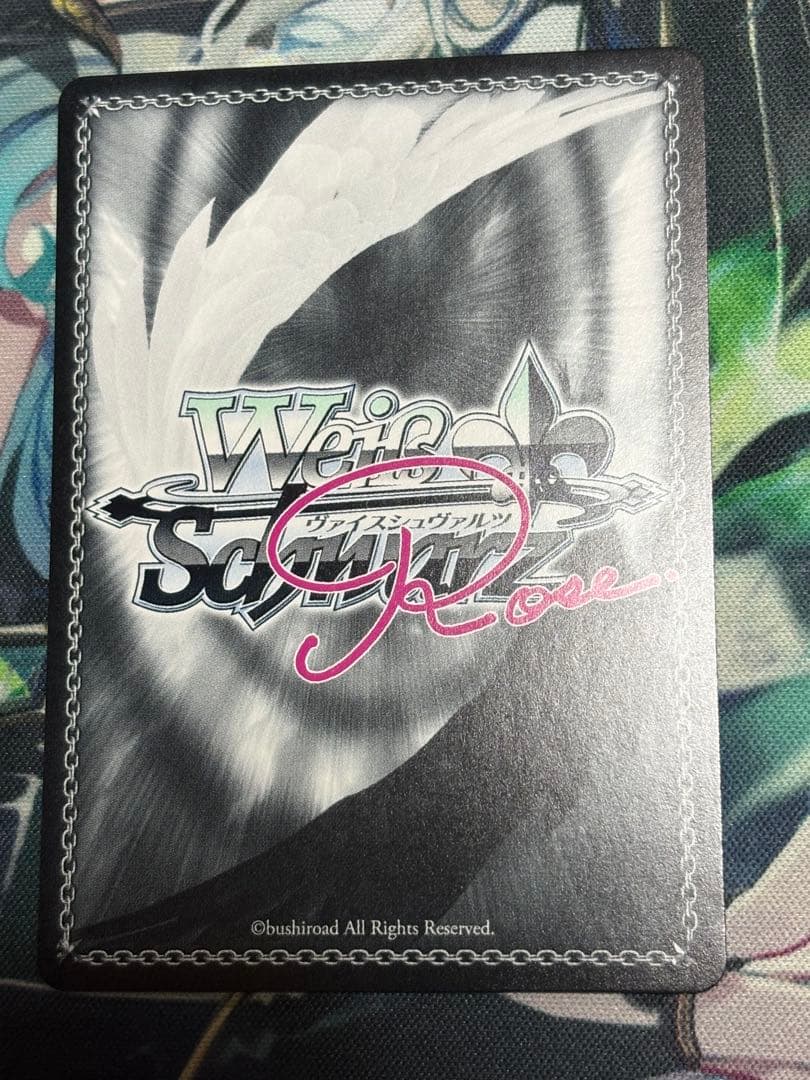 Weiß
ヴァイスシュヴァルツ
Schwarz
Rose.
©bushiroad All Rights Reserved.